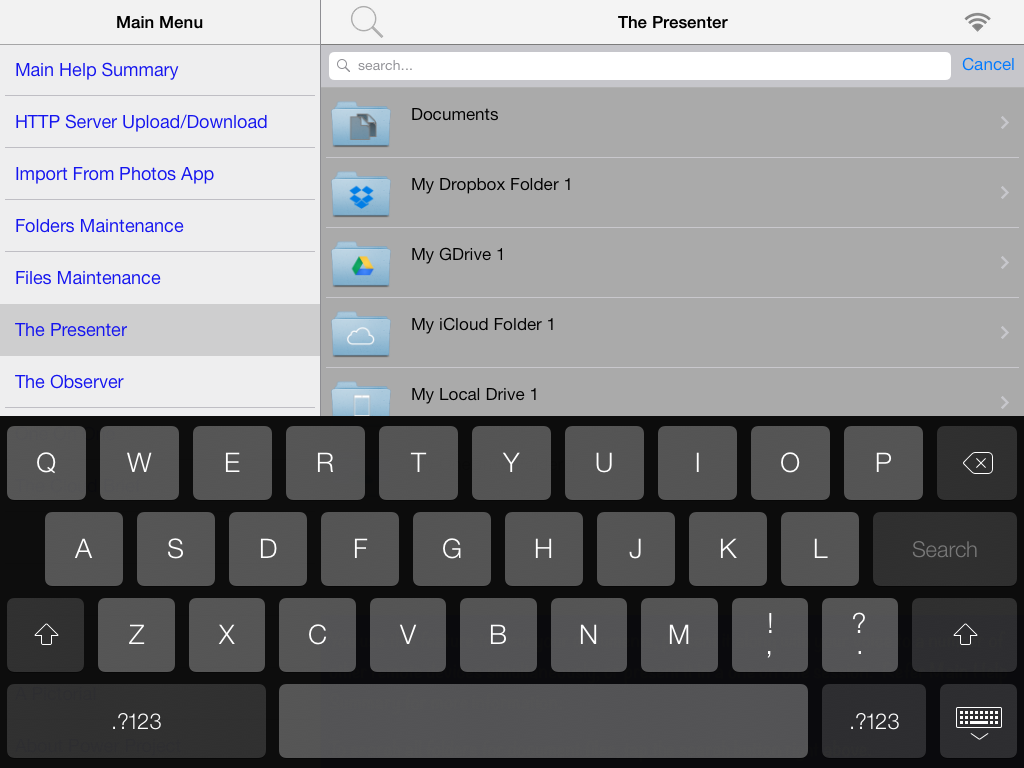 Main Menu
The Presenter
search...
Cancel
Main Help Summary
HTTP Server Upload/Download
Import From Photos App
Folders Maintenance
Files Maintenance
The Presenter
The Observer
Documents
My Dropbox Folder 1
My GDrive 1
My iCloud Folder 1
My Local Drive 1
Q W E R T Y U I O P
A S D F G H J K L Search
Z X C V B N M ! , ? .
.?123 .?123